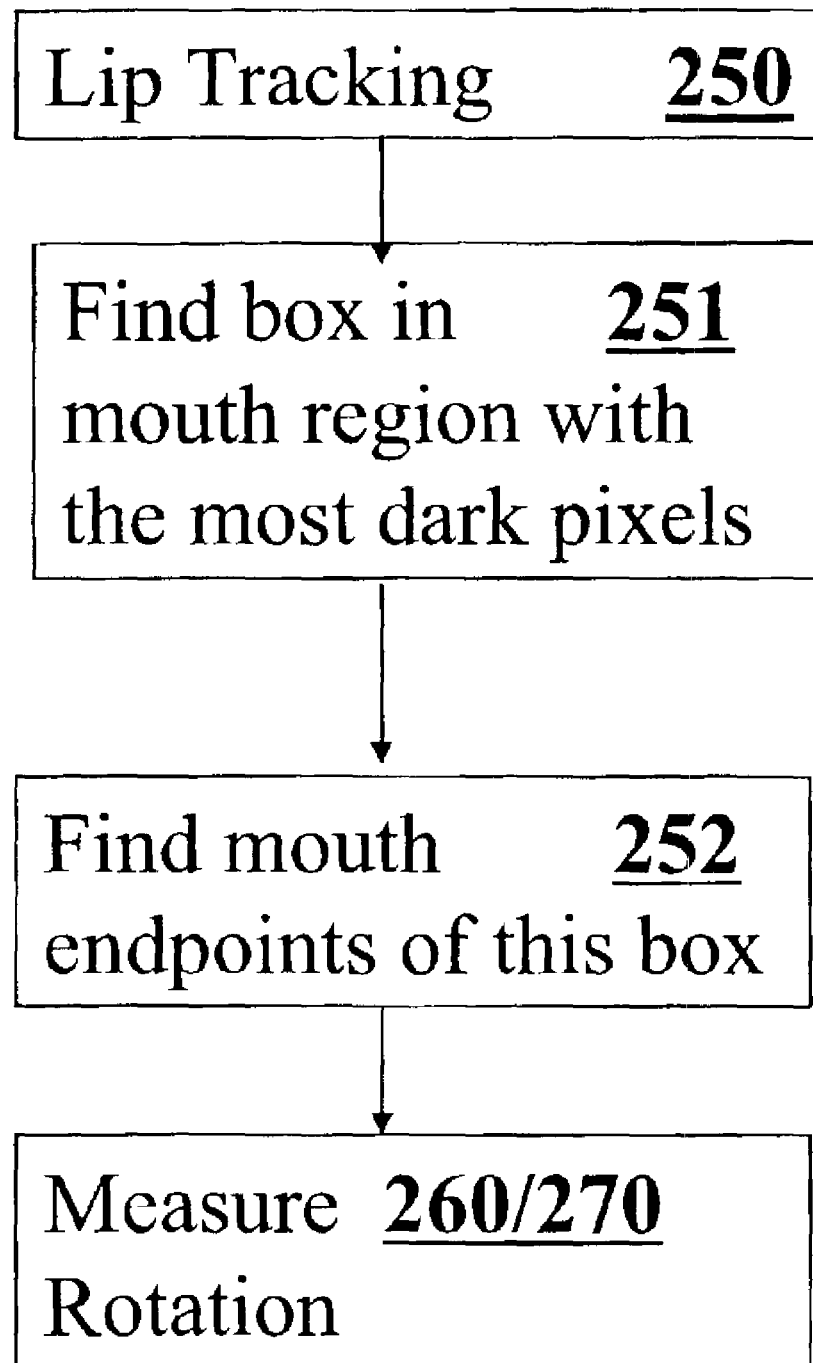 Lip Tracking 250
Find box in 251
mouth region with
the most dark pixels
Find mouth 252
endpoints of this box
Measure 260/270
Rotation